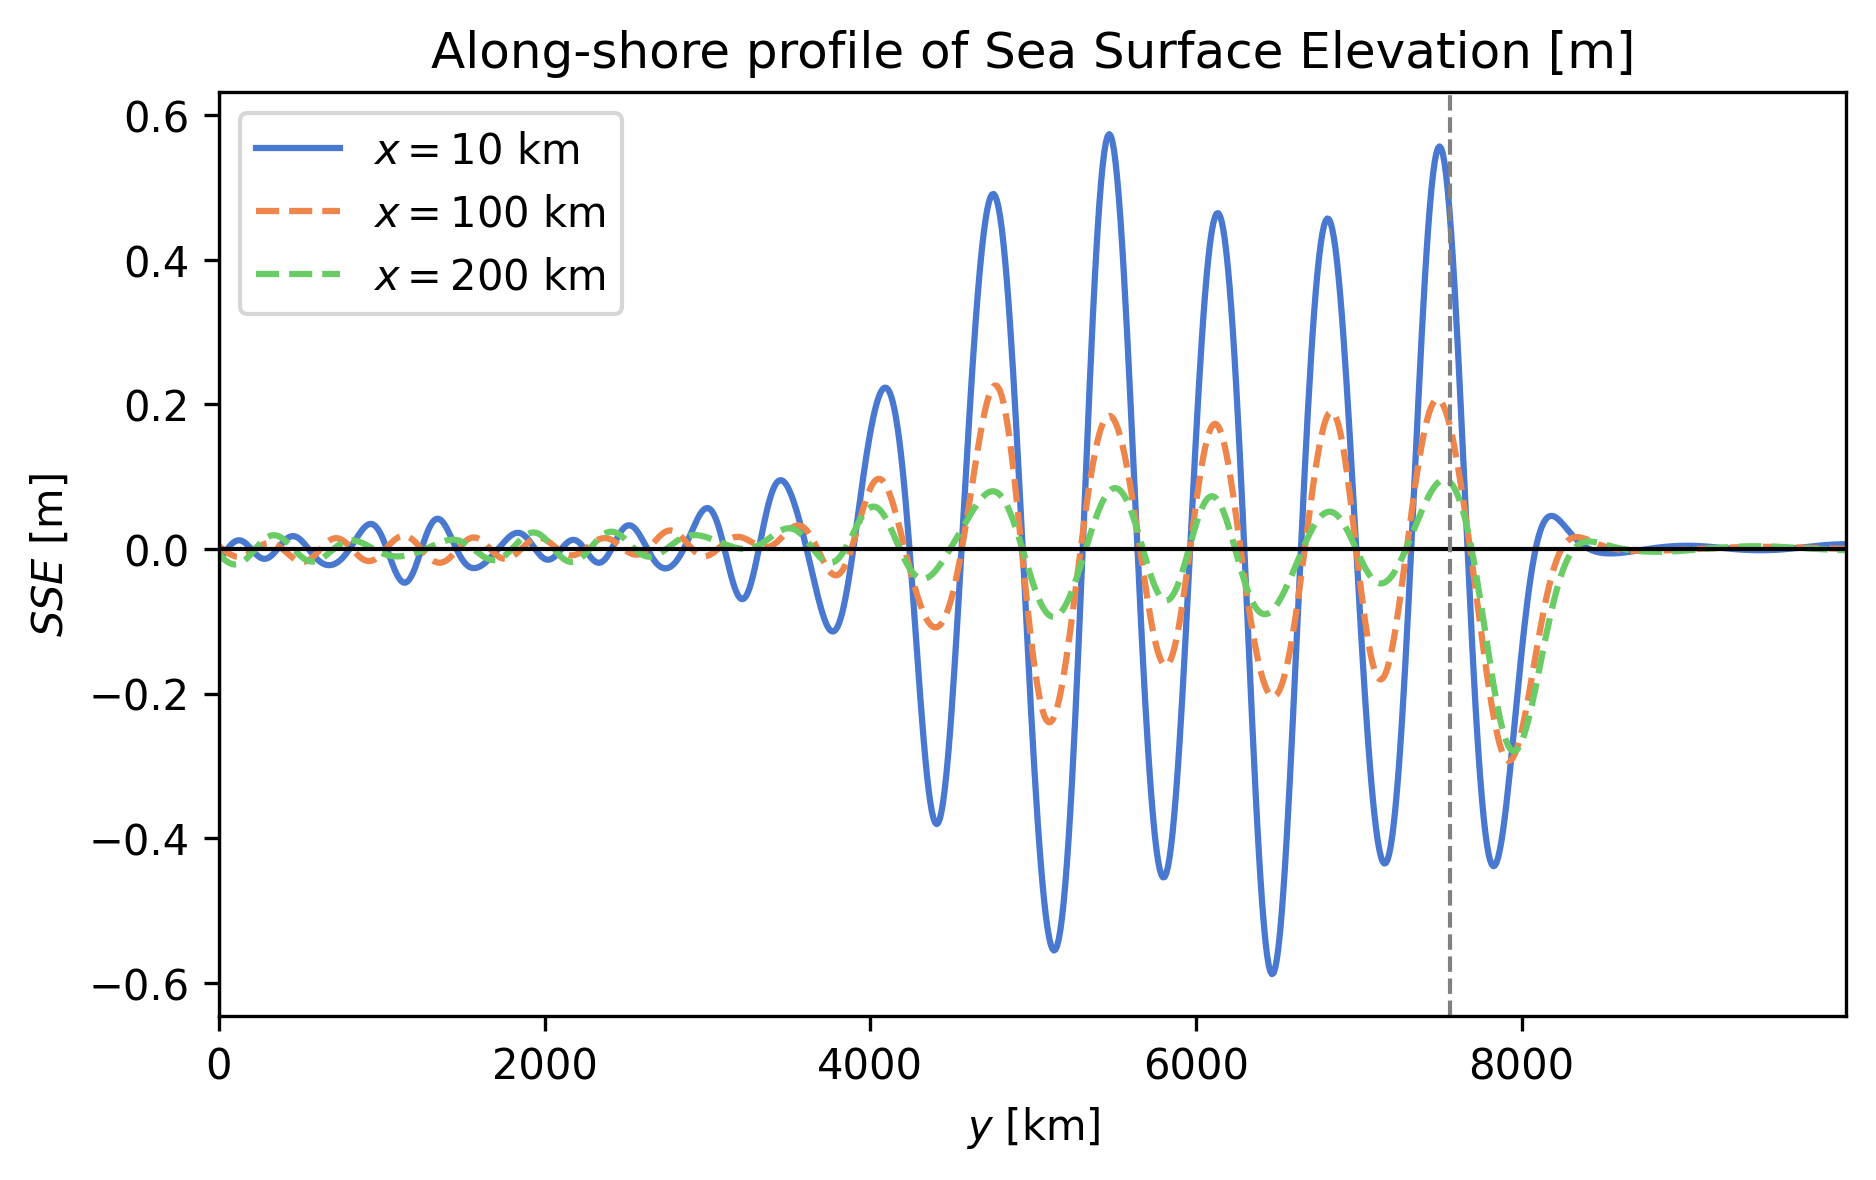 Along-shore profile of Sea Surface Elevation [m]
x = 10 km
x = 100 km
x = 200 km
0.6
0.4
0.2
0.0
−0.2
−0.4
−0.6
SSE [m]
0 2000 4000 6000 8000
y [km]